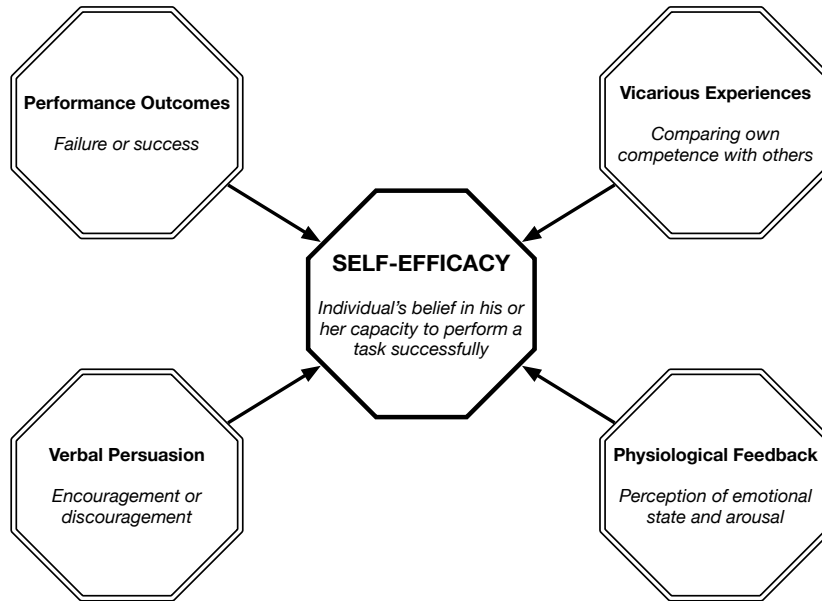 Performance Outcomes
Failure or success
Vicarious Experiences
Comparing own
competence with others
SELF-EFFICACY
Individual’s belief in his or
her capacity to perform a
task successfully
Verbal Persuasion
Encouragement or
discouragement
Physiological Feedback
Perception of emotional
state and arousal